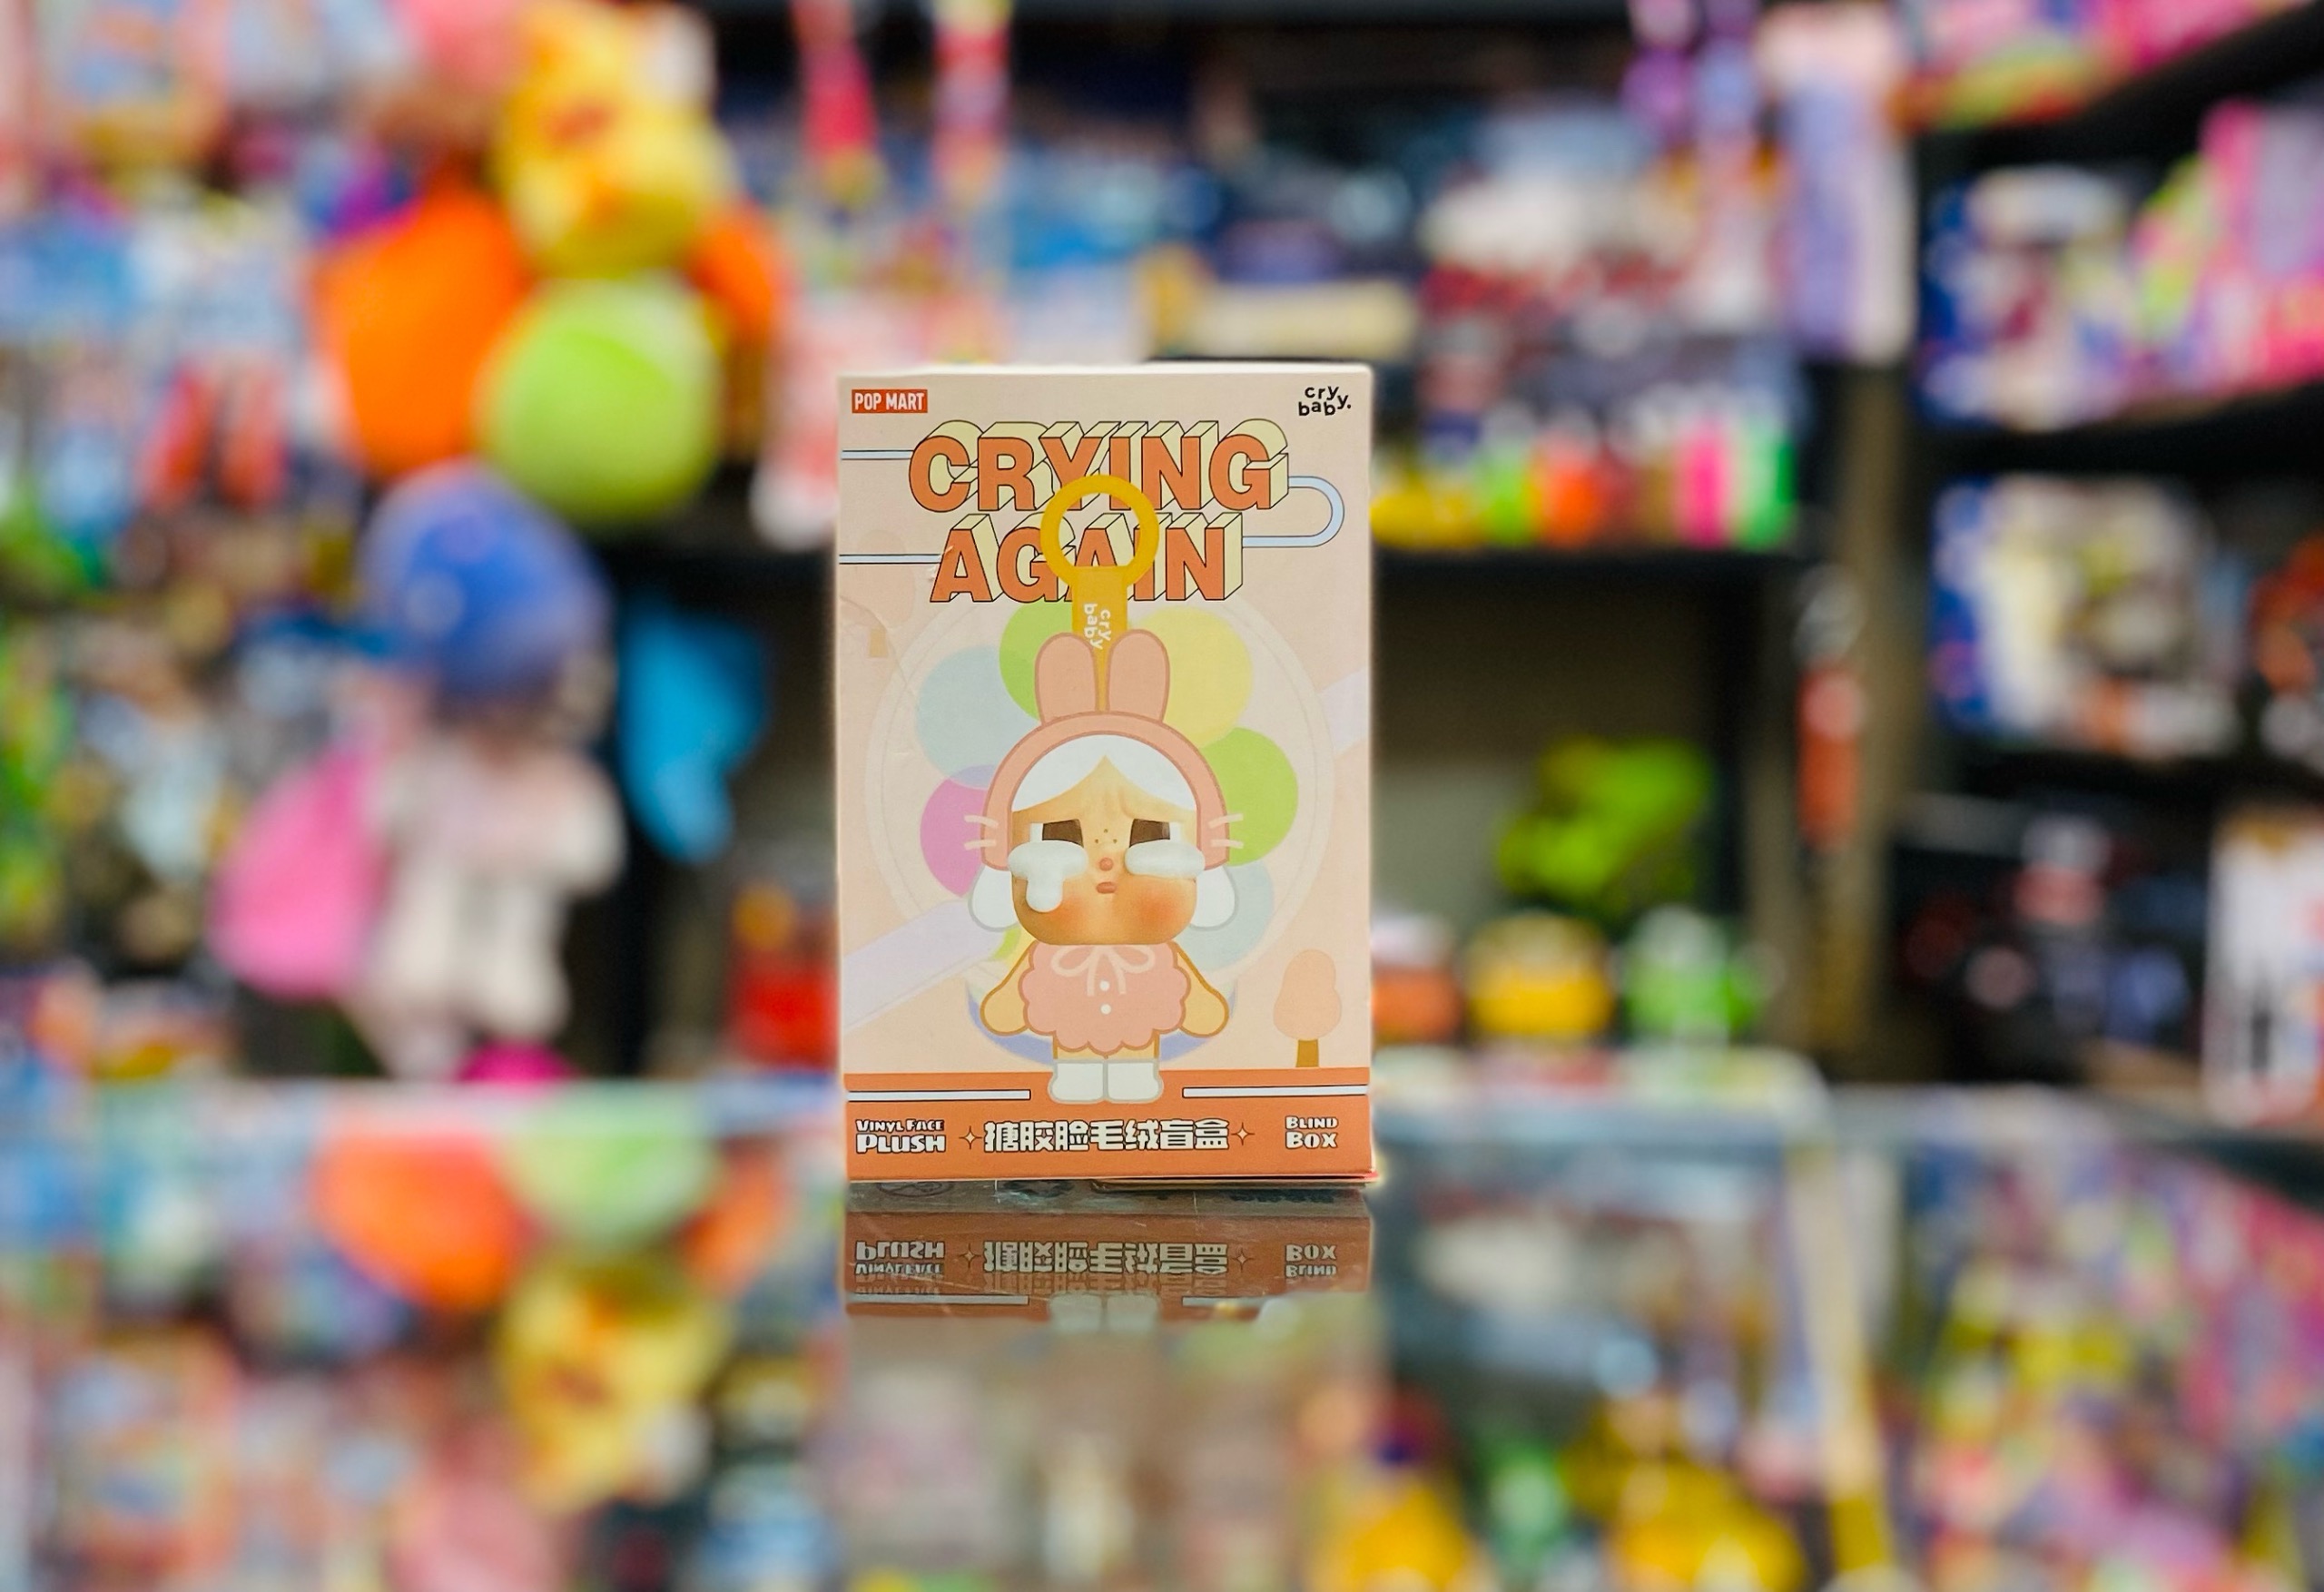 POP MART
cry
baby.
CRYING
AGAIN
cry
baby
VINYL FACE
PLUSH
搪胶脸毛绒盲盒
BLIND
BOX